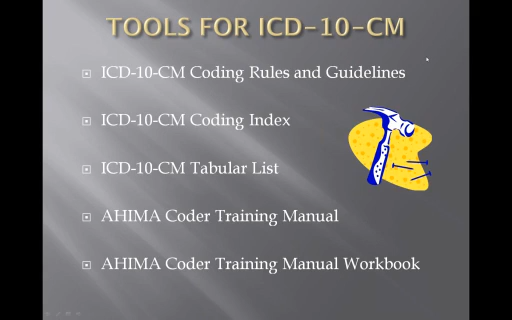 TOOLS FOR ICD-10-CM
ICD-10-CM Coding Rules and Guidelines
ICD-10-CM Coding Index
ICD-10-CM Tabular List
AHIMA Coder Training Manual
AHIMA Coder Training Manual Workbook